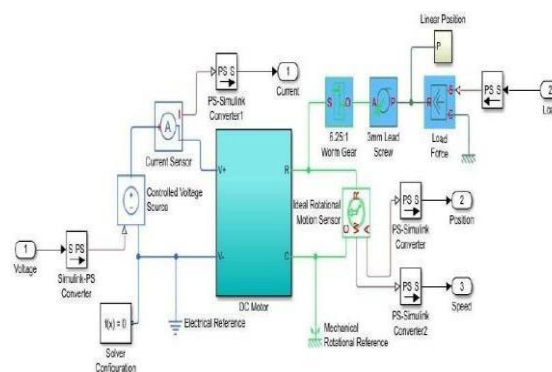 Linear Position
P
PS S
1
PS-Simulink
Converter1
Current
I
A
Current Sensor
S O
6.25:1
Worm Gear
A P
3mm Lead
Screw
R
S
C
Load
Force
PS S
2
Load
V+
R
Controlled Voltage
Source
Ideal Rotational
Motion Sensor
R
C W A
PS S
2
PS-Simulink
Converter
Position
1
Voltage
S PS
Simulink-PS
Converter
V-
C
DC Motor
PS S
3
PS-Simulink
Converter2
Speed
f(x) = 0
Solver
Configuration
Electrical Reference
Mechanical
Rotational Reference